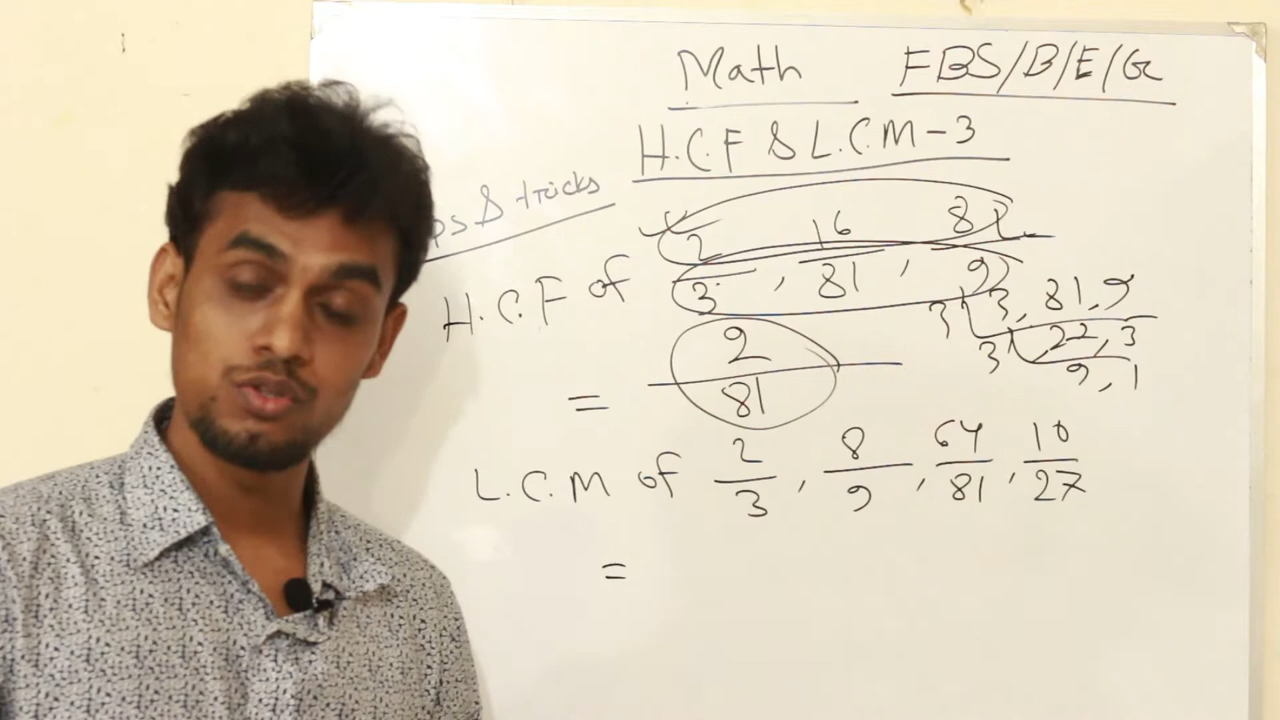 Math FBS/B/E/G
H.C.F & L.C.M-3
ps & tricks
H.C.F of 2/3, 16/81, 8/9
3 3, 81, 9
3 27, 3
9, 1
= 2/81
L.C.M of 2/3, 8/9, 64/81, 10/27
=